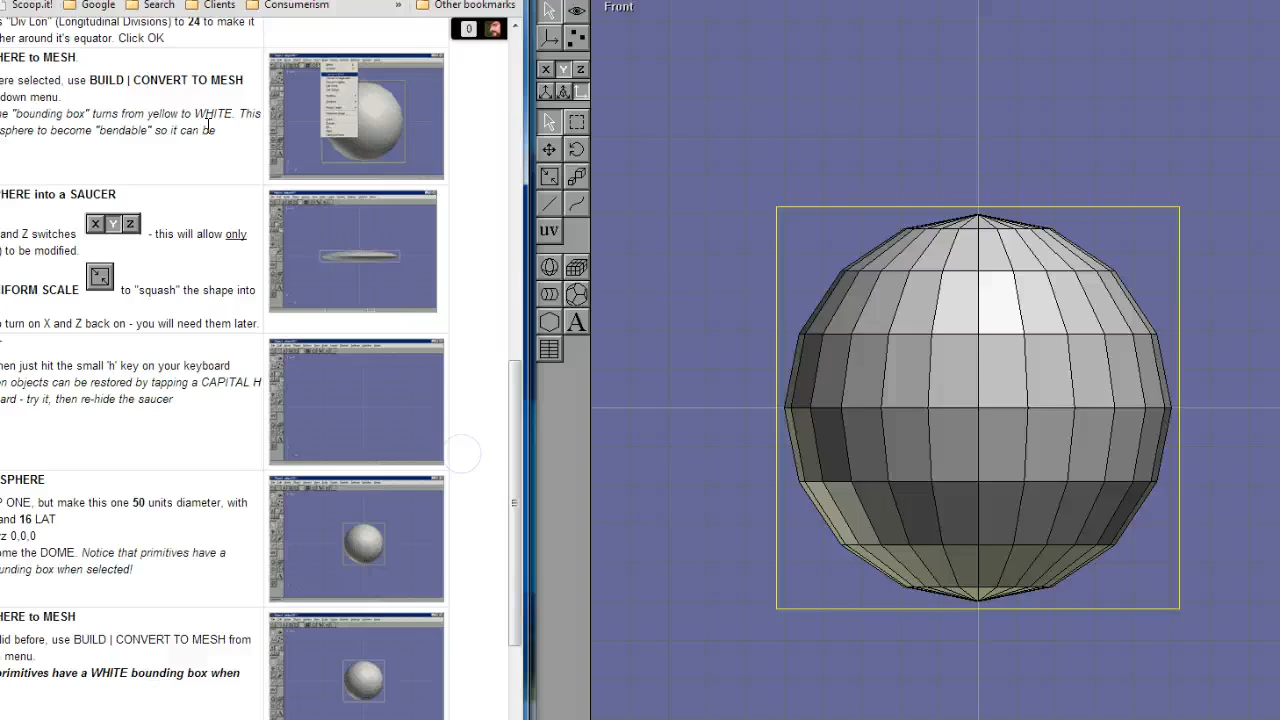 Scoop.it!
Google
Search
Clients
Consumerism
»
Other bookmarks
s "Div Lon" (Longitudinal Divisions) to 24 to make it
her around it's equator. Click OK
0
HERE to MESH
ere selected use BUILD | CONVERT TO MESH
down menu.
e "bounding box" turns from yellow to WHITE. This
sphere to become "bendable" so it can be
PHERE into a SAUCER
and Z switches Y Z - this will allow only
) to be modified.
IFORM SCALE to "squash" the shape into
o turn on X and Z back on - you will need them later.
hen just hit the small 'h' key on your keyboard
en objects can be restored by tapping a CAPITAL H
ard - try it, then re-hide the saucer
SPHERE
P ONE, but make this one 50 units diameter, with
and 16 LAT
z 0,0,0
ome the DOME. Notice that primitives have a
unding box when selected!
HERE to MESH
did before, use BUILD | CONVERT TO MESH from
menu.
primitives have a WHITE bounding box when
X Y Z
uv
A
Front